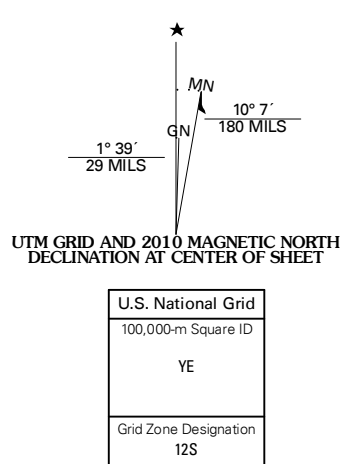 ★
MN
GN
10° 7´
180 MILS
1° 39´
29 MILS
UTM GRID AND 2010 MAGNETIC NORTH
DECLINATION AT CENTER OF SHEET
U.S. National Grid
100,000-m Square ID
YE
Grid Zone Designation
12S